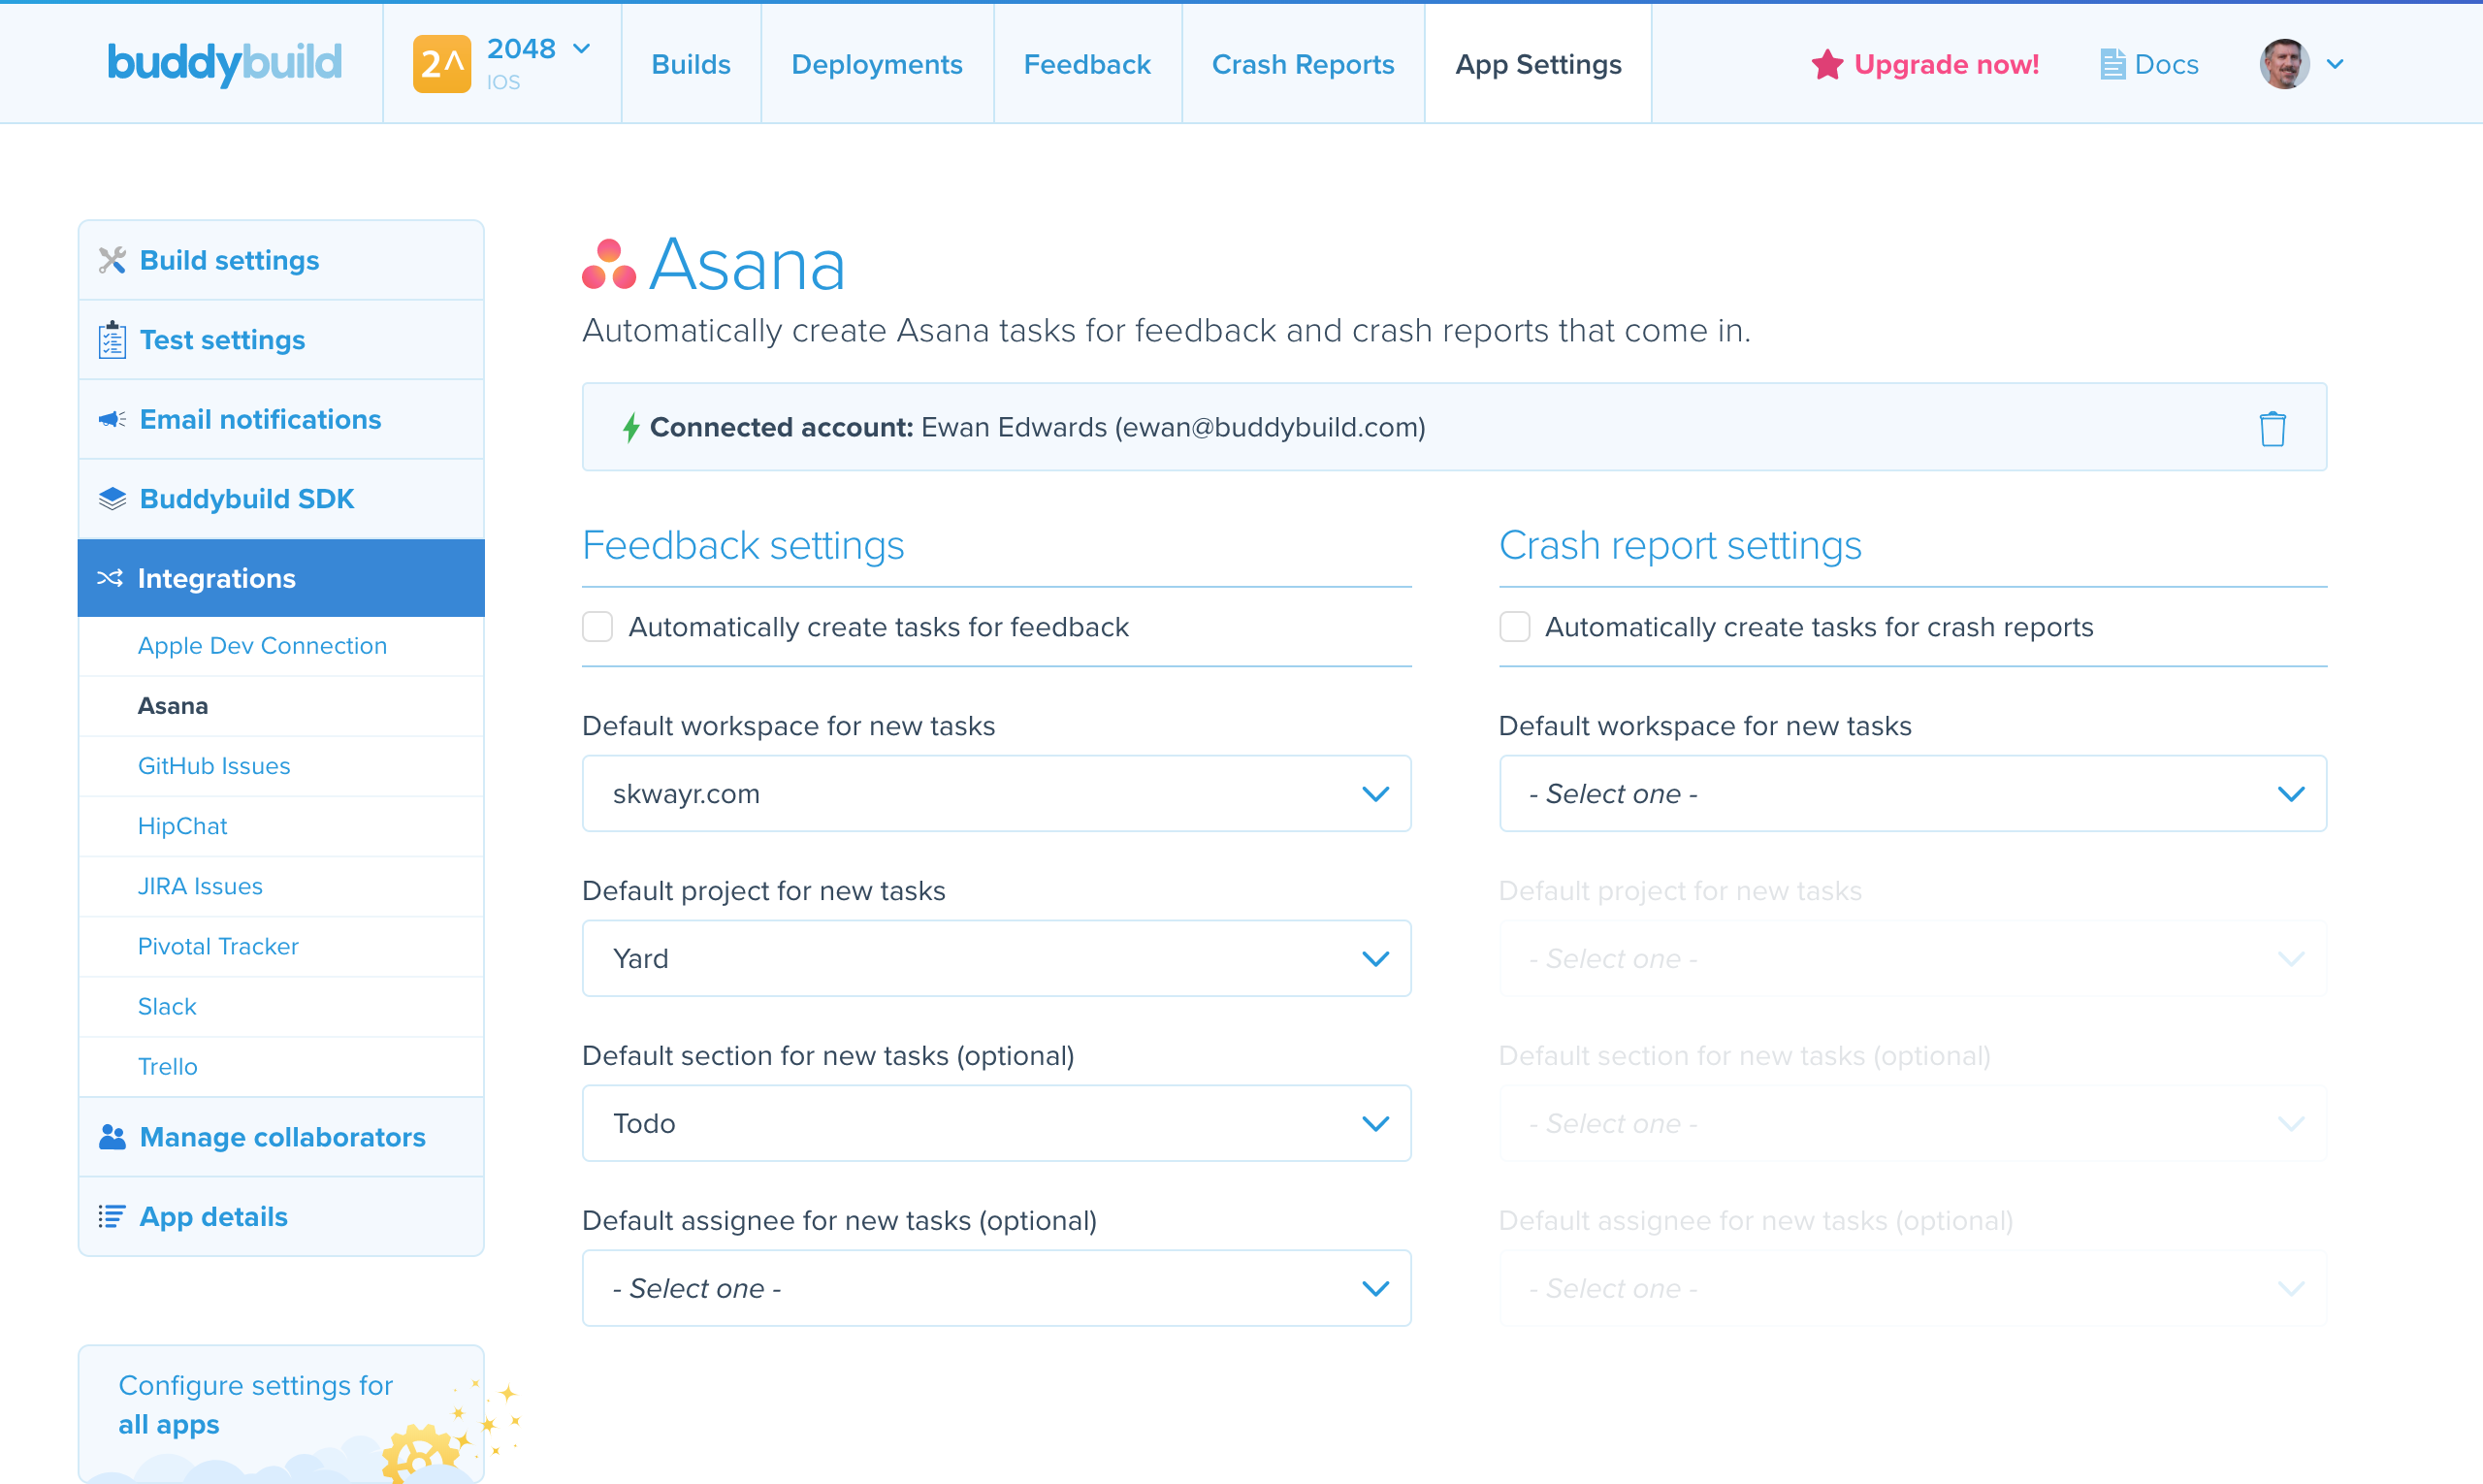 buddybuild
2^
2048
IOS
Builds
Deployments
Feedback
Crash Reports
App Settings
Upgrade now!
Docs
Build settings
Test settings
Email notifications
Buddybuild SDK
Integrations
Apple Dev Connection
Asana
GitHub Issues
HipChat
JIRA Issues
Pivotal Tracker
Slack
Trello
Manage collaborators
App details
Configure settings for
all apps
Asana
Automatically create Asana tasks for feedback and crash reports that come in.
Connected account: Ewan Edwards (ewan@buddybuild.com)
Feedback settings
Automatically create tasks for feedback
Default workspace for new tasks
skwayr.com
Default project for new tasks
Yard
Default section for new tasks (optional)
Todo
Default assignee for new tasks (optional)
- Select one -
Crash report settings
Automatically create tasks for crash reports
Default workspace for new tasks
- Select one -
Default project for new tasks
- Select one -
Default section for new tasks (optional)
- Select one -
Default assignee for new tasks (optional)
- Select one -